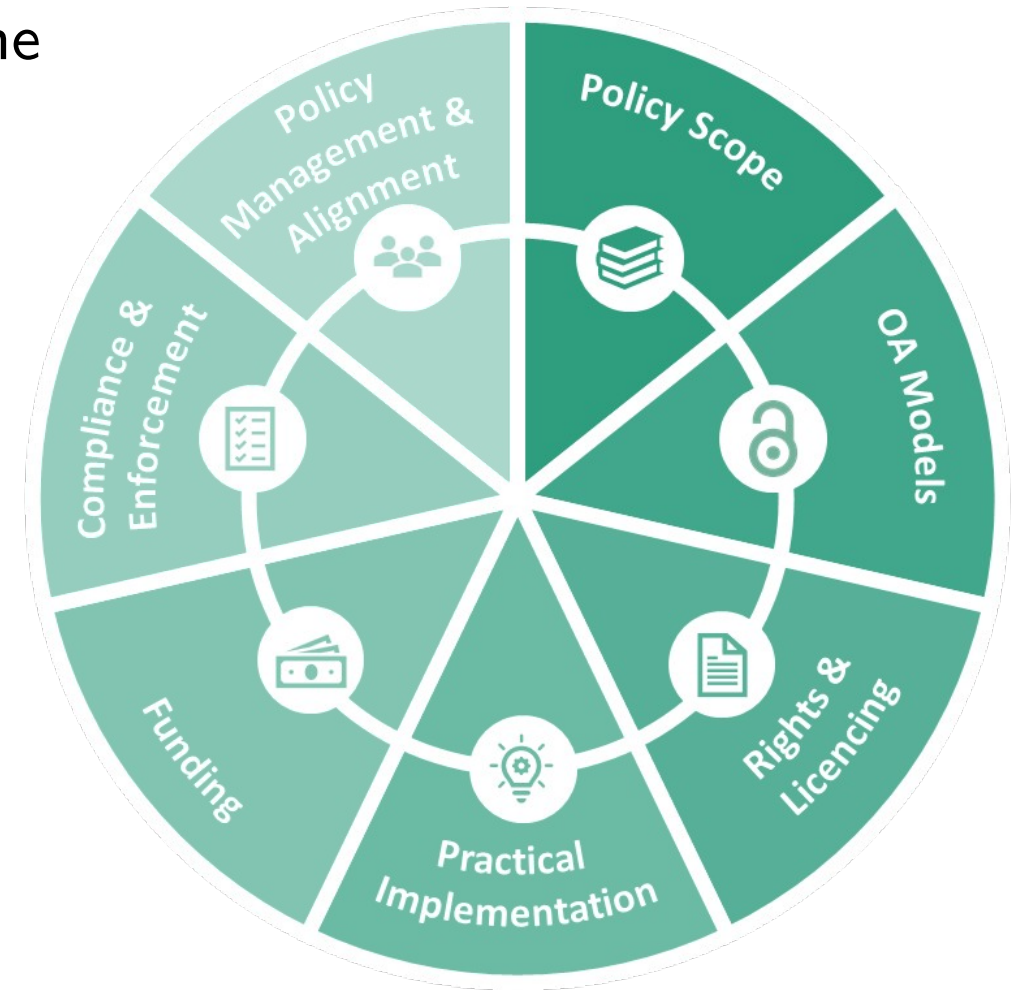 ne
Policy Scope
OA Models
Rights &
Licencing
Practical
Implementation
Funding
Compliance &
Enforcement
Policy
Management &
Alignment